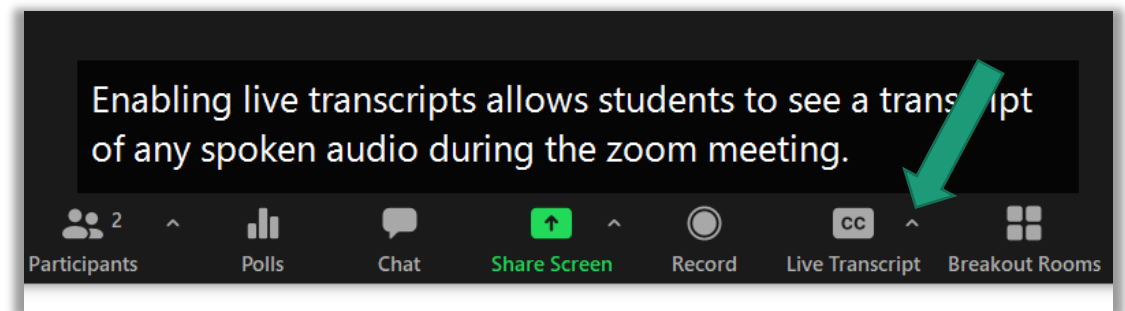 Enabling live transcripts allows students to see a transcript
of any spoken audio during the zoom meeting.
2
CC
Participants Polls Chat Share Screen Record Live Transcript Breakout Rooms